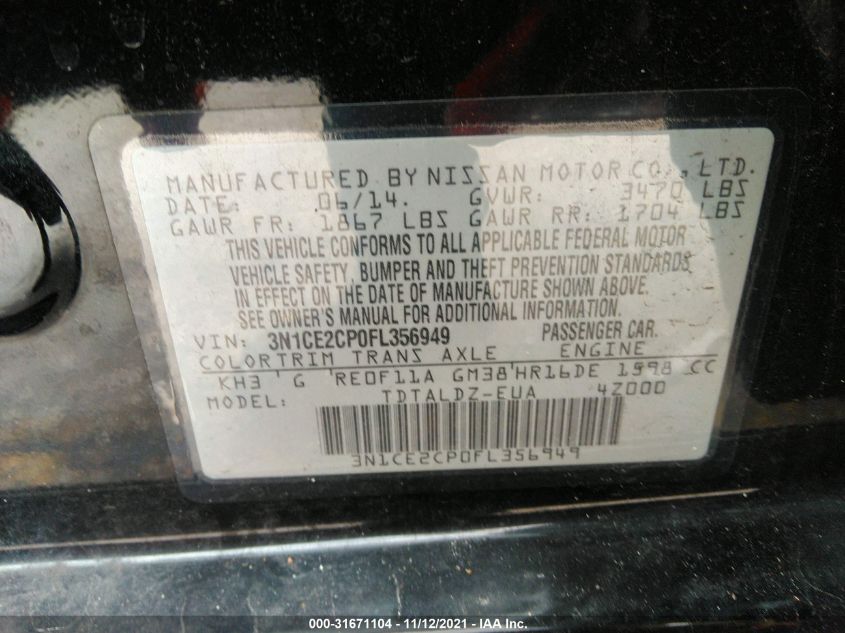 MANUFACTURED BY NISSAN MOTOR CO., LTD.
DATE: 06/14. GVWR: 3470 LBS
GAWR FR: 1867 LBS GAWR RR: 1704 LBS
THIS VEHICLE CONFORMS TO ALL APPLICABLE FEDERAL MOTOR
VEHICLE SAFETY, BUMPER AND THEFT PREVENTION STANDARDS
IN EFFECT ON THE DATE OF MANUFACTURE SHOWN ABOVE.
SEE OWNER'S MANUAL FOR ADDITIONAL INFORMATION.
VIN: 3N1CE2CP0FL356949 PASSENGER CAR.
COLORTRIM TRANS AXLE ENGINE
KH3 G RE0F11A GM38 HR16DE 1598 CC
MODEL: TDTALDZ-EUA 4Z000
3N1CE2CP0FL356949
000-31671104 - 11/12/2021 - IAA Inc.